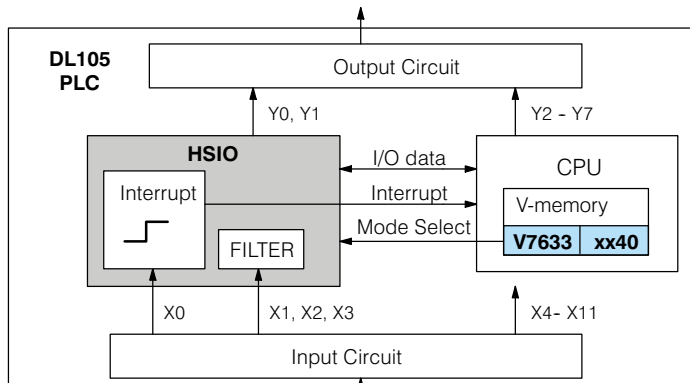 DL105
PLC
Output Circuit
Y0, Y1
Y2 - Y7
HSIO
I/O data
CPU
Interrupt
Interrupt
V-memory
Mode Select
V7633 xx40
FILTER
X0
X1, X2, X3
X4- X11
Input Circuit